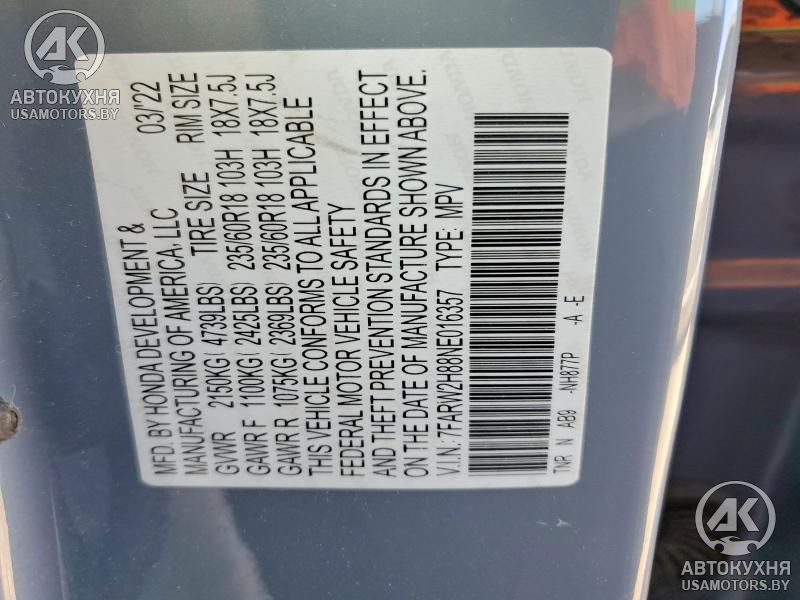 AK
АВТОКУХНЯ
USAMOTORS.BY
MFD. BY HONDA DEVELOPMENT & 03/'22
MANUFACTURING OF AMERICA, LLC
TIRE SIZE RIM SIZE
GVWR 2150KG( 4739LBS)
GAWR F 1100KG( 2425LBS) 235/60R18 103H 18X7.5J
GAWR R 1075KG( 2369LBS) 235/60R18 103H 18X7.5J
THIS VEHICLE CONFORMS TO ALL APPLICABLE
FEDERAL MOTOR VEHICLE SAFETY
AND THEFT PREVENTION STANDARDS IN EFFECT
ON THE DATE OF MANUFACTURE SHOWN ABOVE.
V.I.N.: 7FARW2H88NE016357 TYPE: MPV
TNR N AB9 -NH877P -A -E
AK
АВТОКУХНЯ
USAMOTORS.BY